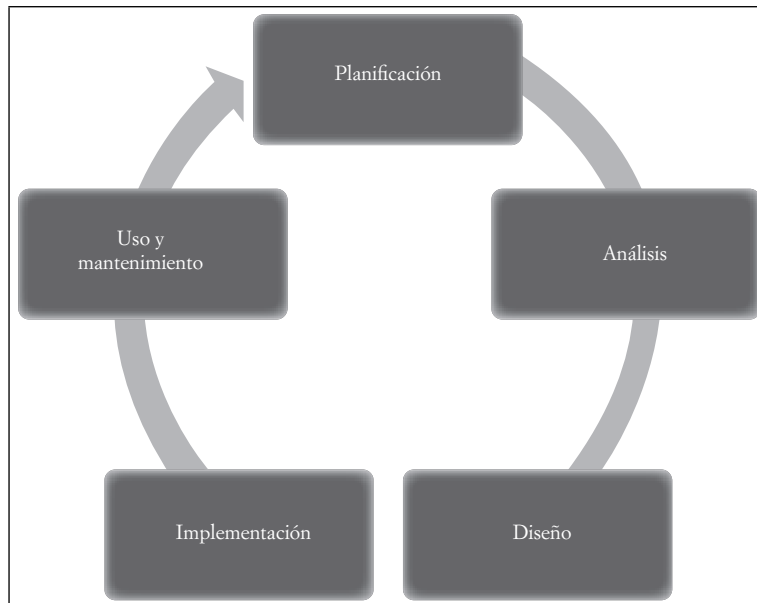 Planificación
Análisis
Diseño
Implementación
Uso y
mantenimiento